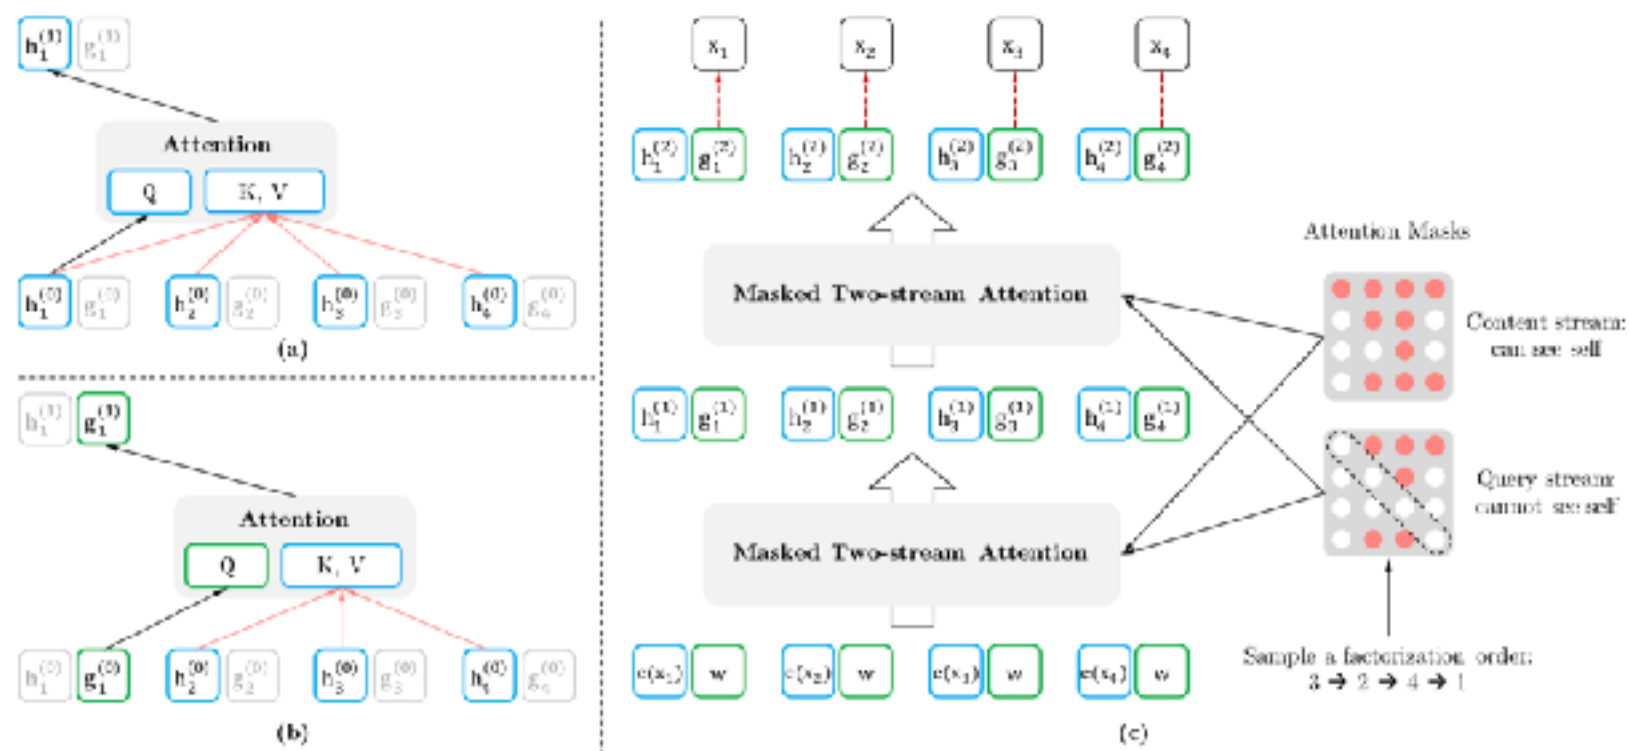 h₁⁽¹⁾ g₁⁽¹⁾
Attention
Q K, V
h₁⁽⁰⁾ g₁⁽⁰⁾ h₂⁽⁰⁾ g₂⁽⁰⁾ h₃⁽⁰⁾ g₃⁽⁰⁾ h₄⁽⁰⁾ g₄⁽⁰⁾
(a)
h₁⁽¹⁾ g₁⁽¹⁾
Attention
Q K, V
h₁⁽⁰⁾ g₁⁽⁰⁾ h₂⁽⁰⁾ g₂⁽⁰⁾ h₃⁽⁰⁾ g₃⁽⁰⁾ h₄⁽⁰⁾ g₄⁽⁰⁾
(b)
x₁ x₂ x₃ x₄
h₁⁽²⁾ g₁⁽²⁾ h₂⁽²⁾ g₂⁽²⁾ h₃⁽²⁾ g₃⁽²⁾ h₄⁽²⁾ g₄⁽²⁾
Masked Two-stream Attention
h₁⁽¹⁾ g₁⁽¹⁾ h₂⁽¹⁾ g₂⁽¹⁾ h₃⁽¹⁾ g₃⁽¹⁾ h₄⁽¹⁾ g₄⁽¹⁾
Masked Two-stream Attention
e(x₁) w e(x₂) w e(x₃) w e(x₄) w
Attention Masks
Content stream:
can see self
Query stream:
cannot see self
Sample a factorization order:
3 → 2 → 4 → 1
(c)